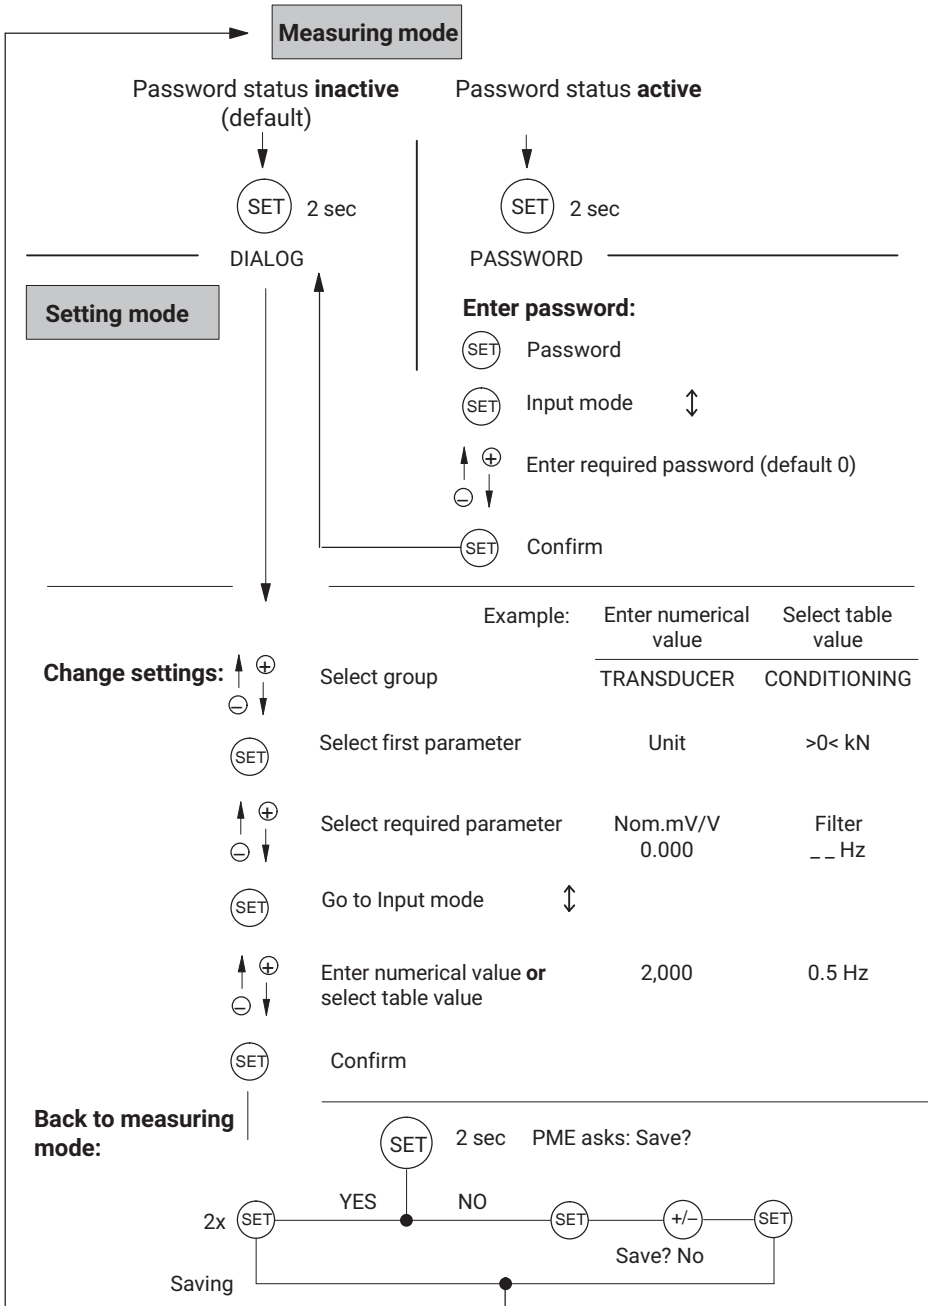 Measuring mode
Password status inactive
(default)
Password status active
SET 2 sec
SET 2 sec
DIALOG
PASSWORD
Setting mode
Enter password:
SET Password
SET Input mode ↕
+
− Enter required password (default 0)
SET Confirm
Example: Enter numerical value Select table value
Change settings: + − Select group TRANSDUCER CONDITIONING
SET Select first parameter Unit >0< kN
+ − Select required parameter Nom.mV/V Filter
0.000 _ _ Hz
SET Go to Input mode ↕
+ − Enter numerical value or 2,000 0.5 Hz
select table value
SET Confirm
Back to measuring
mode:
SET 2 sec PME asks: Save?
YES NO
2x SET SET +/− SET
Save? No
Saving